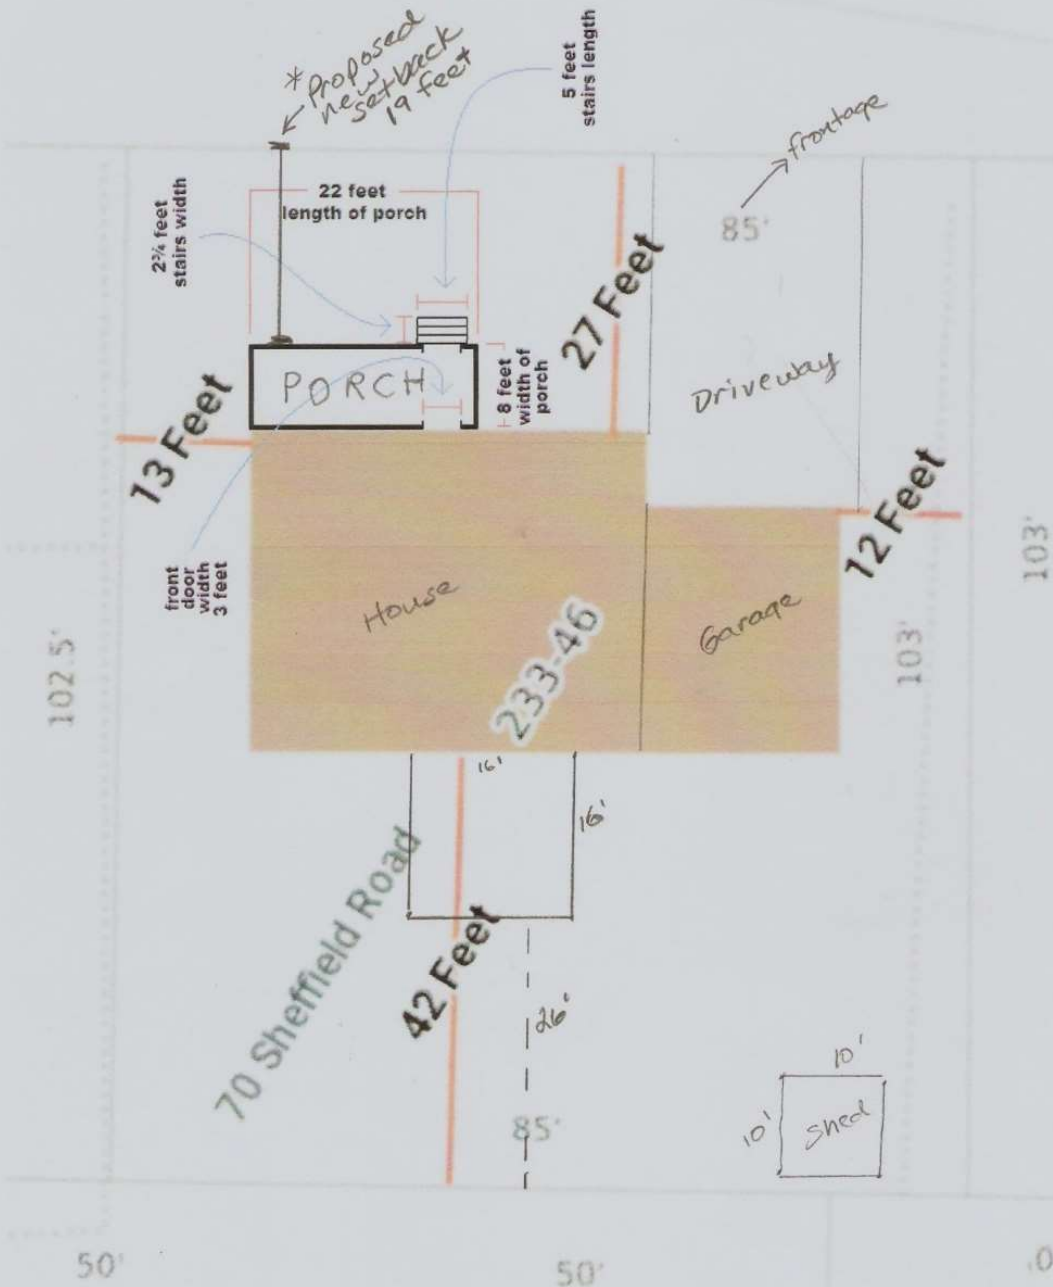 * Proposed
new
setback
19 feet
5 feet
stairs length
frontage
22 feet
length of porch
2¾ feet
stairs width
85'
27 Feet
PORCH
8 feet
width of
porch
Driveway
13 Feet
12 Feet
103'
front
door
width
3 feet
House
Garage
233-46
102.5'
103'
16'
16'
70 Sheffield Road
42 Feet
26'
85'
10'
10'
Shed
50'
50'